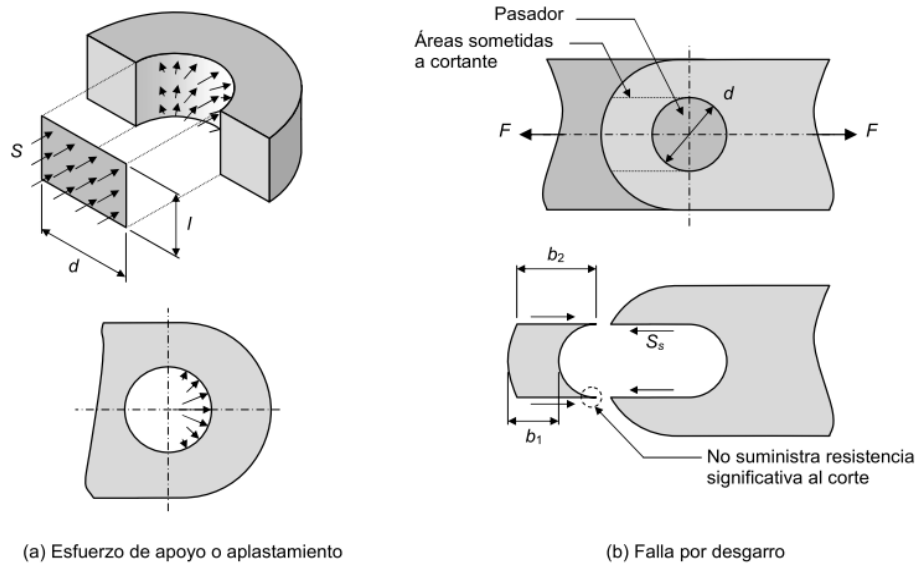 S
d
l
(a) Esfuerzo de apoyo o aplastamiento
Pasador
Áreas sometidas
a cortante
d
F
F
b2
Ss
b1
No suministra resistencia
significativa al corte
(b) Falla por desgarro